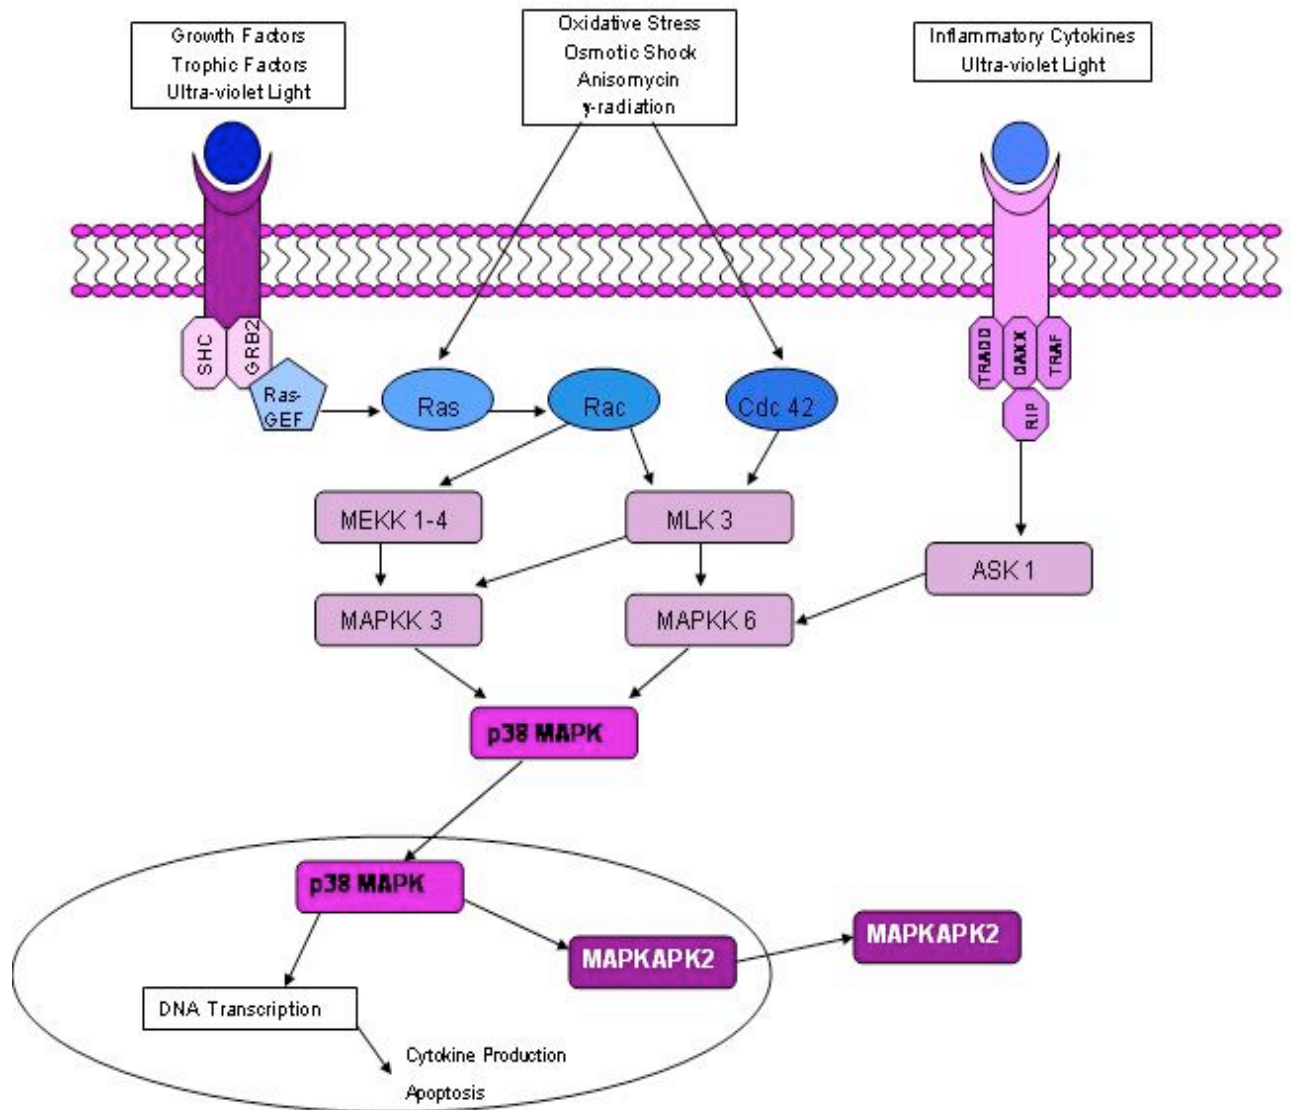 Growth Factors
Trophic Factors
Ultra-violet Light
Oxidative Stress
Osmotic Shock
Anisomycin
γ-radiation
Inflammatory Cytokines
Ultra-violet Light
SHC
GRB2
Ras-
GEF
Ras
Rac
Cdc 42
TRADD
DAXX
TRAF
RIP
MEKK 1-4
MLK 3
ASK 1
MAPKK 3
MAPKK 6
p38 MAPK
p38 MAPK
MAPKAPK2
MAPKAPK2
DNA Transcription
Cytokine Production
Apoptosis